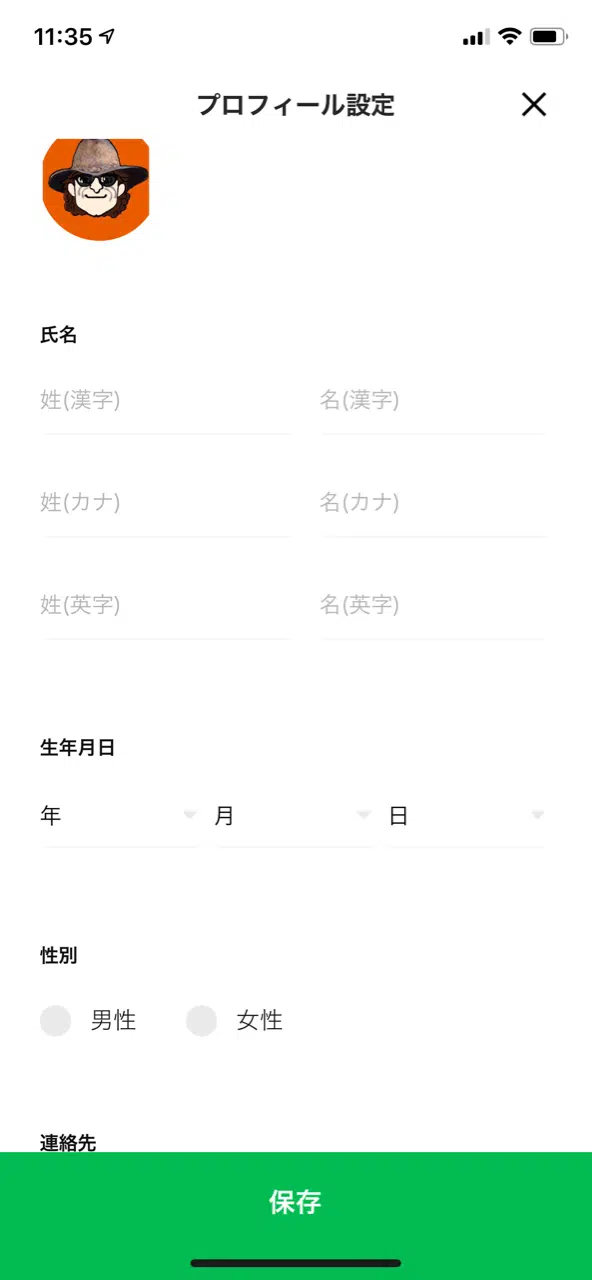 11:35
プロフィール設定
氏名
姓(漢字) 名(漢字)
姓(カナ) 名(カナ)
姓(英字) 名(英字)
生年月日
年 月 日
性別
男性 女性
連絡先
保存